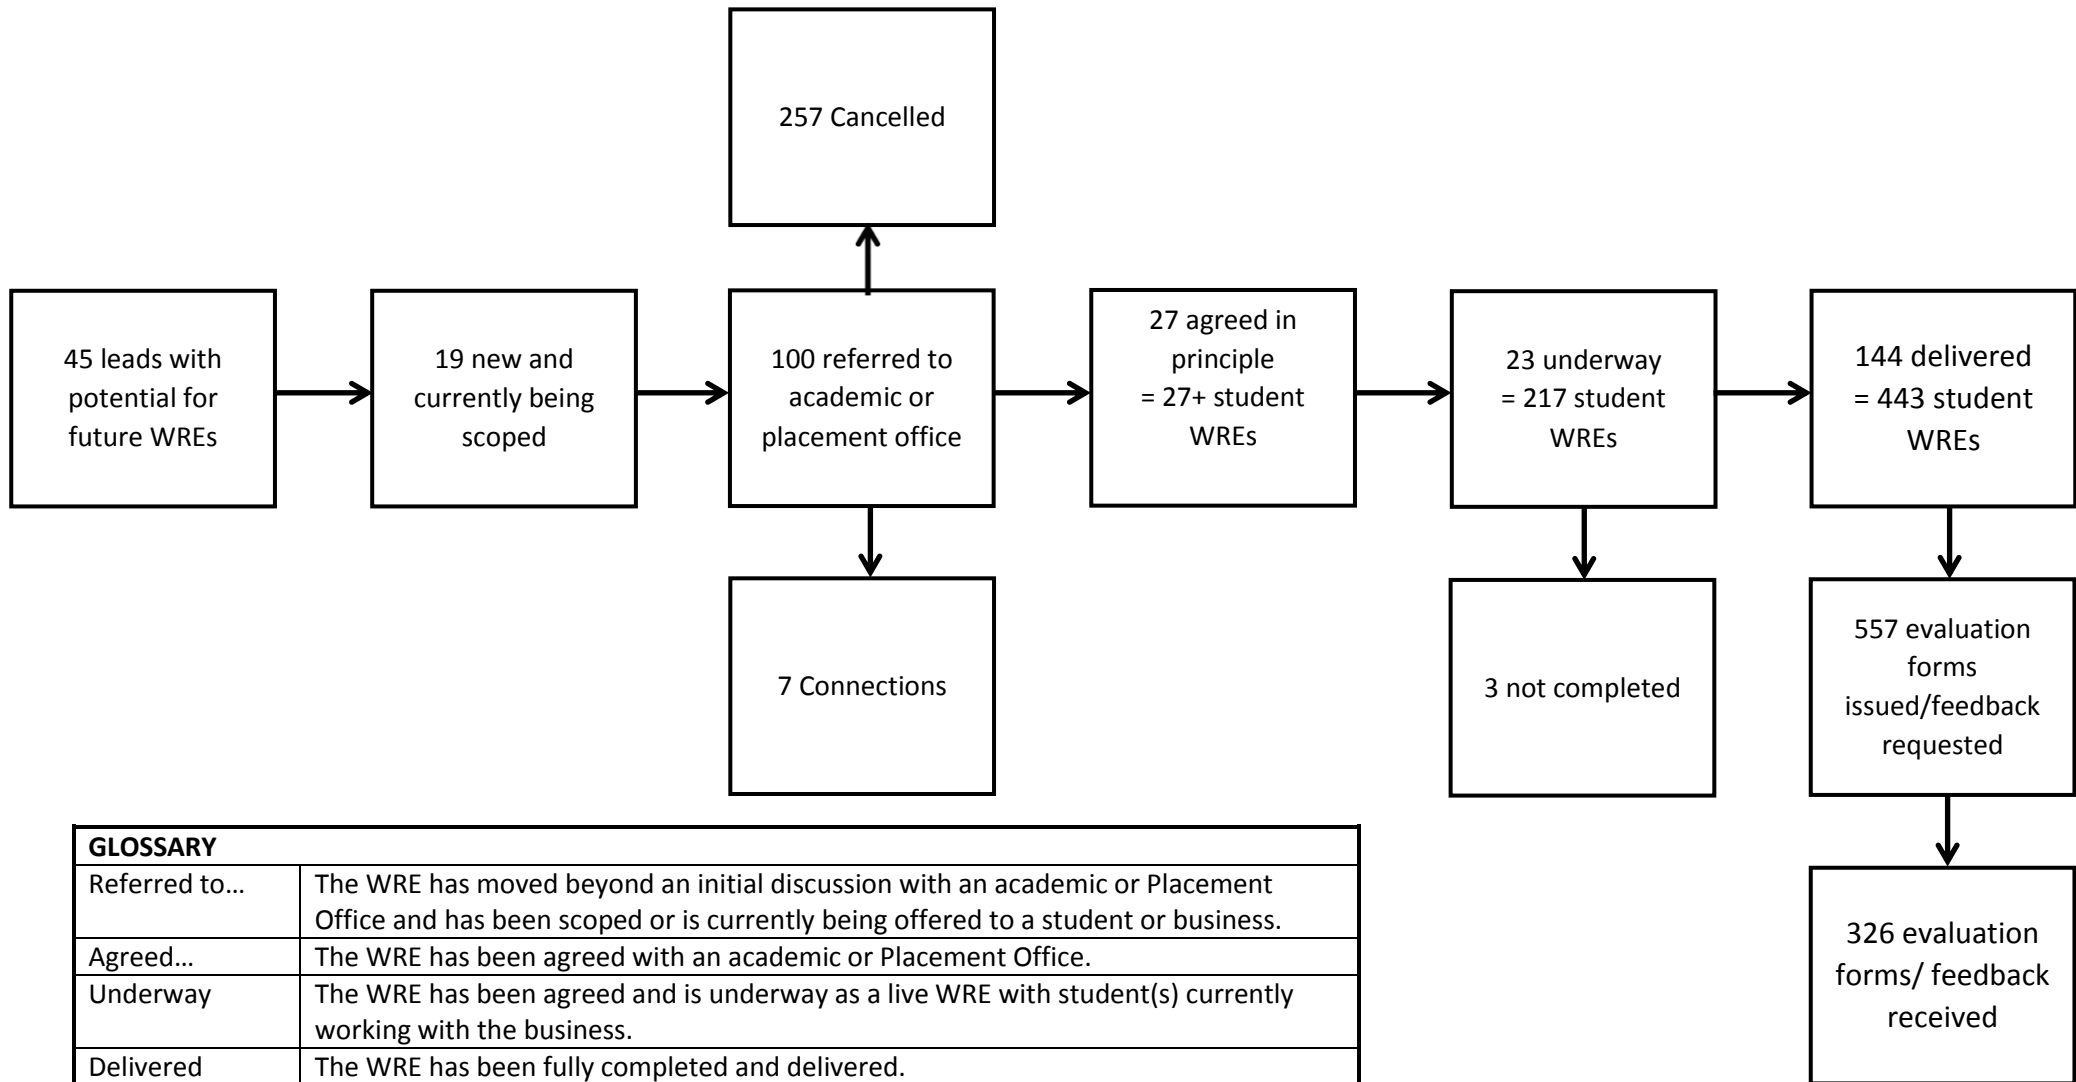 257 Cancelled
45 leads with
potential for
future WREs
19 new and
currently being
scoped
100 referred to
academic or
placement office
27 agreed in
principle
= 27+ student
WREs
23 underway
= 217 student
WREs
144 delivered
= 443 student
WREs
7 Connections
3 not completed
557 evaluation
forms
issued/feedback
requested
326 evaluation
forms/ feedback
received
GLOSSARY
Referred to… The WRE has moved beyond an initial discussion with an academic or Placement
Office and has been scoped or is currently being offered to a student or business.
Agreed… The WRE has been agreed with an academic or Placement Office.
Underway The WRE has been agreed and is underway as a live WRE with student(s) currently
working with the business.
Delivered The WRE has been fully completed and delivered.